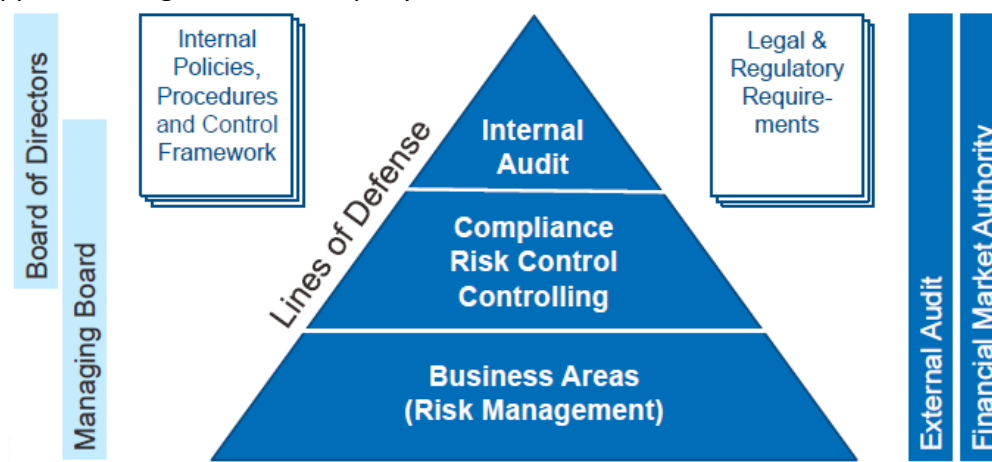 Board of Directors
Managing Board
Internal
Policies,
Procedures
and Control
Framework
Lines of Defense
Internal
Audit
Compliance
Risk Control
Controlling
Business Areas
(Risk Management)
Legal &
Regulatory
Require-
ments
External Audit
Financial Market Authority